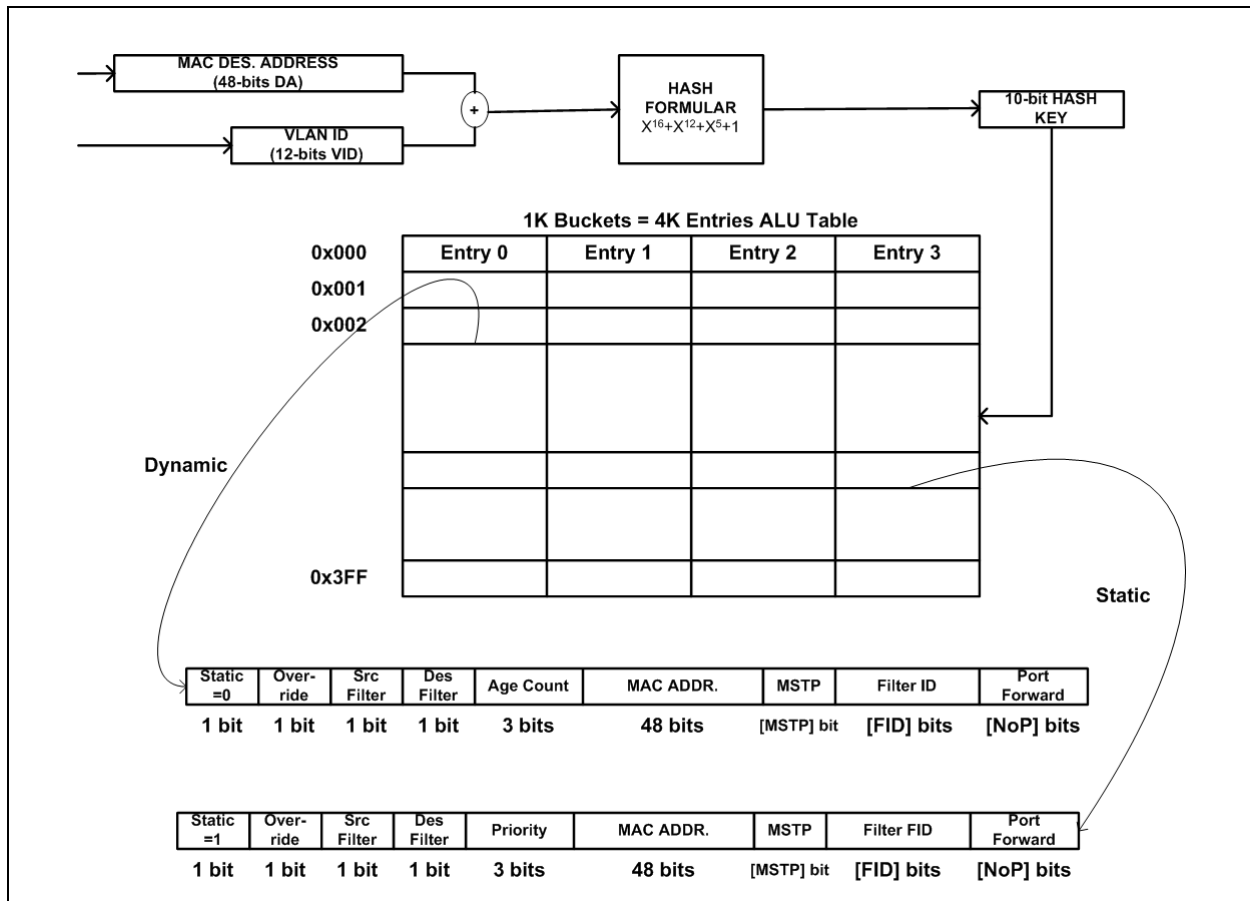 MAC DES. ADDRESS
(48-bits DA)
VLAN ID
(12-bits VID)
+
HASH
FORMULAR
X¹⁶+X¹²+X⁵+1
10-bit HASH
KEY
1K Buckets = 4K Entries ALU Table
0x000 Entry 0 Entry 1 Entry 2 Entry 3
0x001
0x002
Dynamic
0x3FF
Static
Static
=0
Over-
ride
Src
Filter
Des
Filter
Age Count
MAC ADDR.
MSTP
Filter ID
Port
Forward
1 bit 1 bit 1 bit 1 bit 3 bits 48 bits [MSTP] bit [FID] bits [NoP] bits
Static
=1
Over-
ride
Src
Filter
Des
Filter
Priority
MAC ADDR.
MSTP
Filter FID
Port
Forward
1 bit 1 bit 1 bit 1 bit 3 bits 48 bits [MSTP] bit [FID] bits [NoP] bits